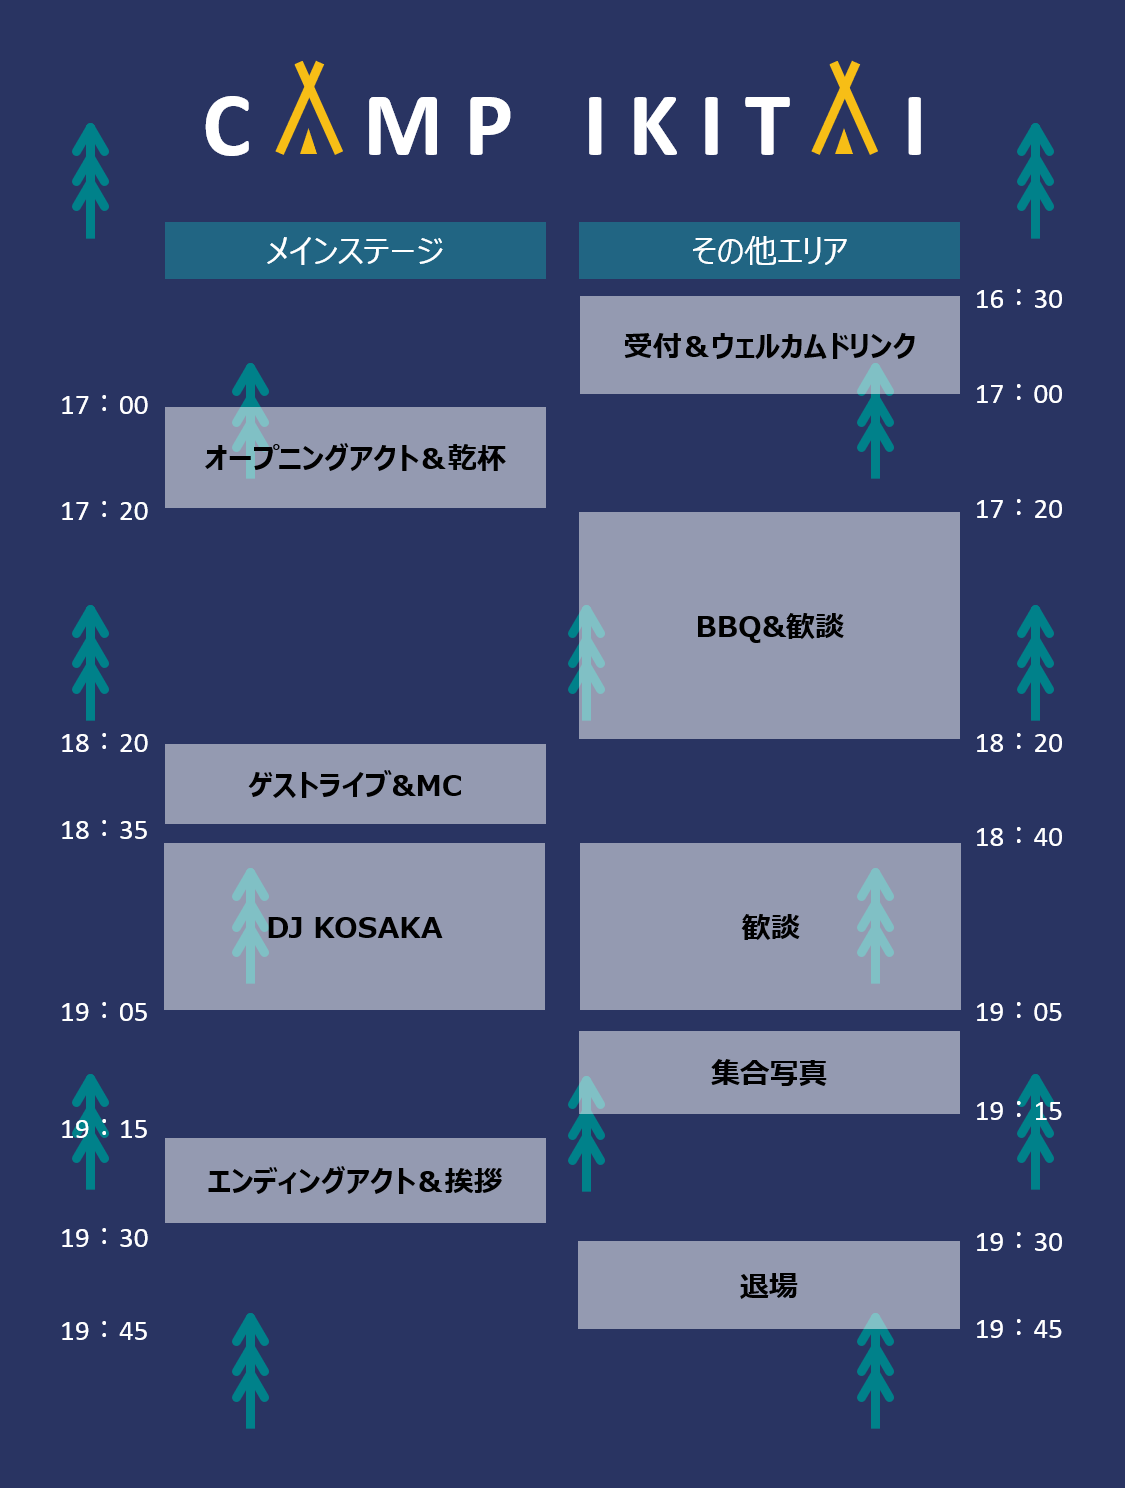 CAMP IKITAI
メインステージ
その他エリア
16：30
受付＆ウェルカムドリンク
17：00
17：00
オープニングアクト＆乾杯
17：20
17：20
BBQ&歓談
18：20
18：20
ゲストライブ&MC
18：35
18：40
DJ KOSAKA
歓談
19：05
19：05
集合写真
19：15
19：15
エンディングアクト＆挨拶
19：30
19：30
退場
19：45
19：45